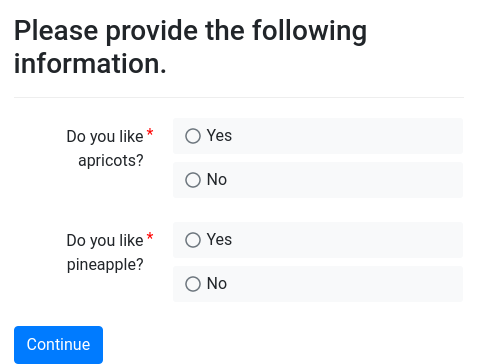 Please provide the following
information.
Do you like *
apricots?
Yes
No
Do you like *
pineapple?
Yes
No
Continue